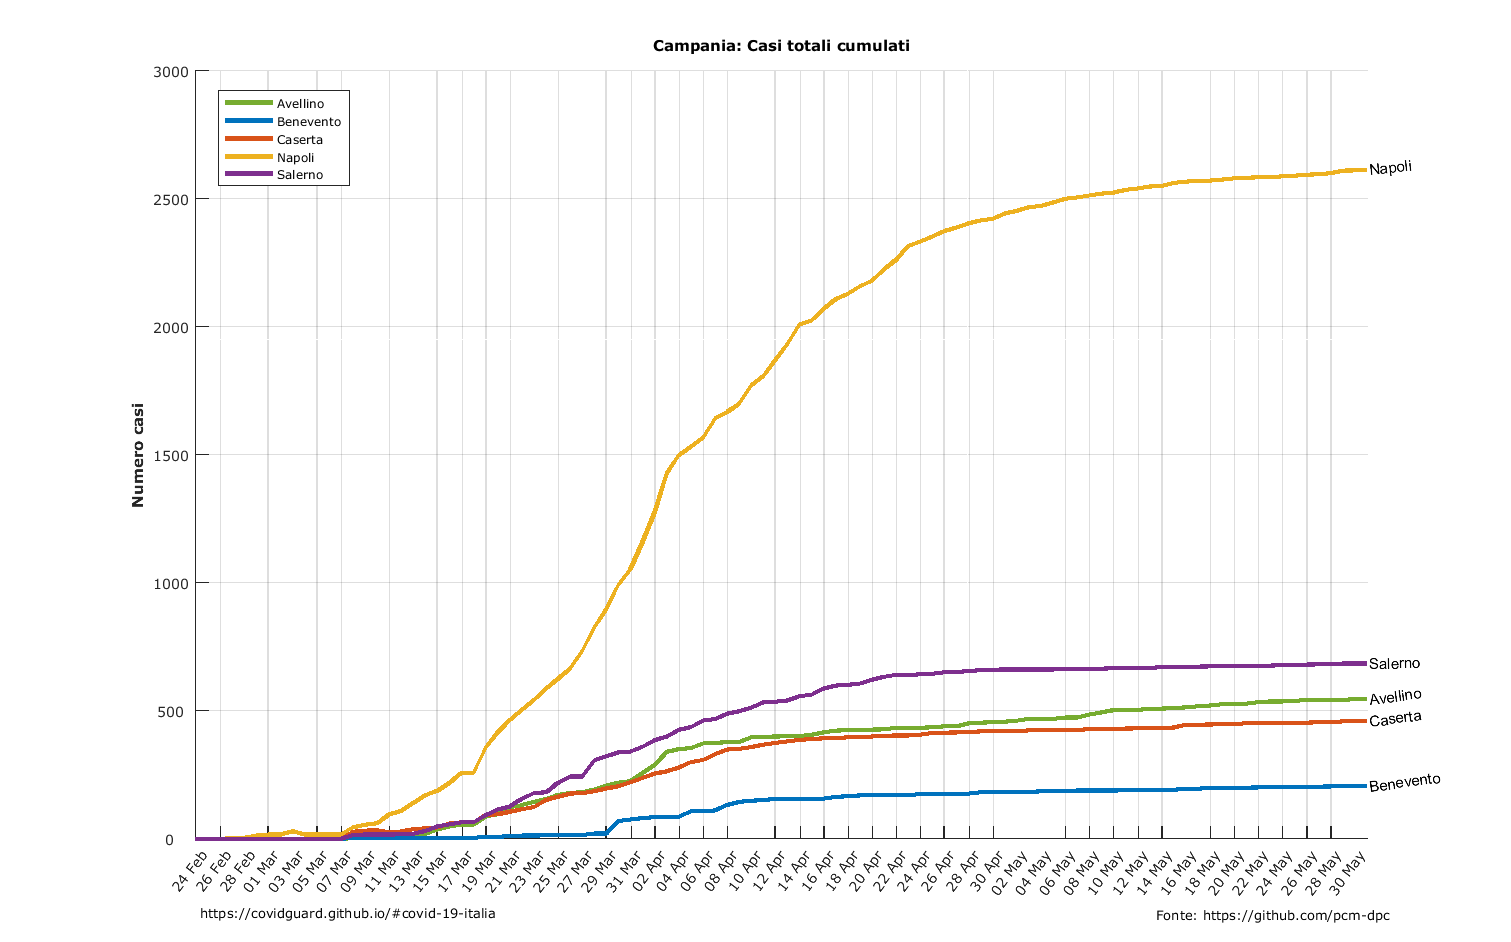 Campania: Casi totali cumulati
3000
2500
2000
1500
1000
500
0
Numero casi
Avellino
Benevento
Caserta
Napoli
Salerno
Napoli
Salerno
Avellino
Caserta
Benevento
24 Feb
26 Feb
28 Feb
01 Mar
03 Mar
05 Mar
07 Mar
09 Mar
11 Mar
13 Mar
15 Mar
17 Mar
19 Mar
21 Mar
23 Mar
25 Mar
27 Mar
29 Mar
31 Mar
02 Apr
04 Apr
06 Apr
08 Apr
10 Apr
12 Apr
14 Apr
16 Apr
18 Apr
20 Apr
22 Apr
24 Apr
26 Apr
28 Apr
30 Apr
02 May
04 May
06 May
08 May
10 May
12 May
14 May
16 May
18 May
20 May
22 May
24 May
26 May
28 May
30 May
https://covidguard.github.io/#covid-19-italia
Fonte: https://github.com/pcm-dpc